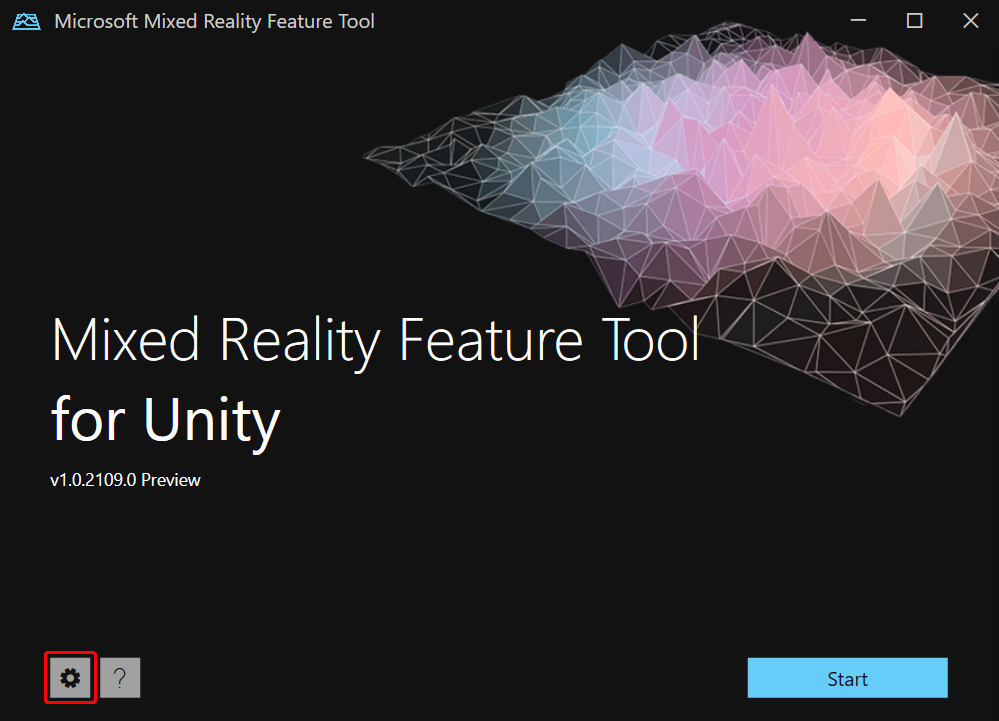 Microsoft Mixed Reality Feature Tool
Mixed Reality Feature Tool
for Unity
v1.0.2109.0 Preview
?
Start